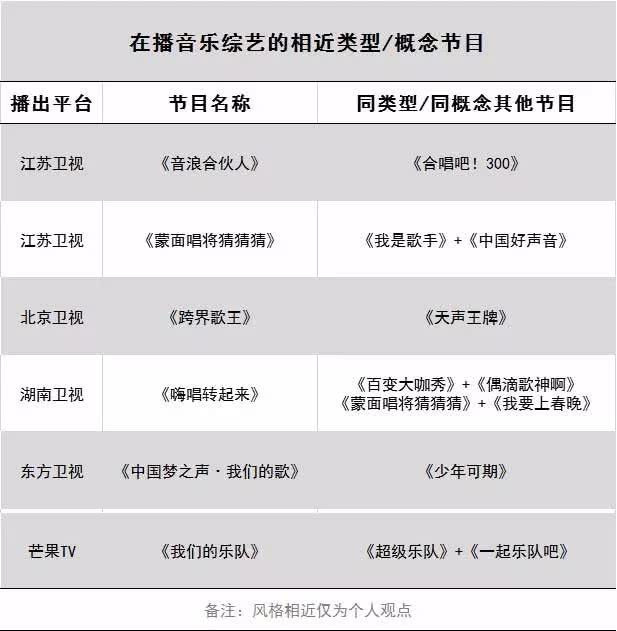 在播音乐综艺的相近类型/概念节目
播出平台 节目名称 同类型/同概念其他节目
江苏卫视 《音浪合伙人》 《合唱吧！300》
江苏卫视 《蒙面唱将猜猜猜》 《我是歌手》+《中国好声音》
北京卫视 《跨界歌王》 《天声王牌》
湖南卫视 《嗨唱转起来》 《百变大咖秀》+《偶滴歌神啊》
《蒙面唱将猜猜猜》+《我要上春晚》
东方卫视 《中国梦之声·我们的歌》 《少年可期》
芒果TV 《我们的乐队》 《超级乐队》+《一起乐队吧》
备注：风格相近仅为个人观点